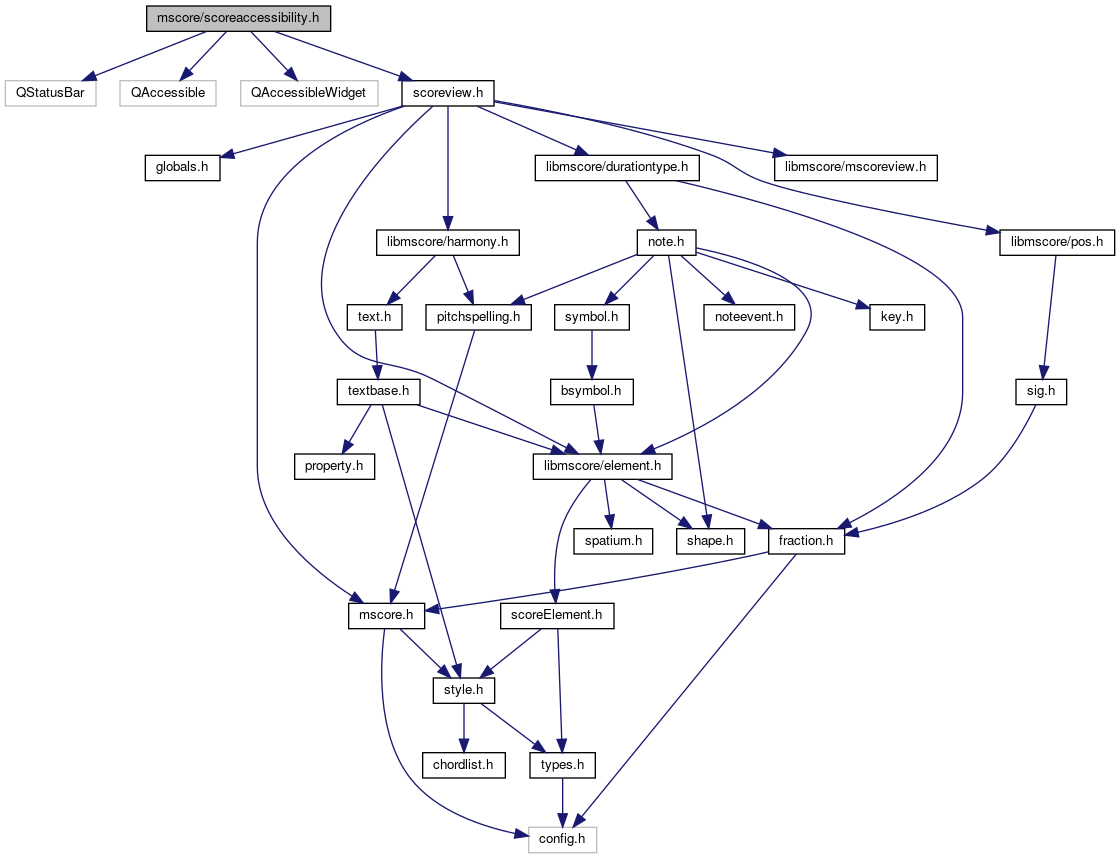 mscore/scoreaccessibility.h
QStatusBar
QAccessible
QAccessibleWidget
scoreview.h
globals.h
libmscore/durationtype.h
libmscore/mscoreview.h
libmscore/harmony.h
note.h
libmscore/pos.h
text.h
pitchspelling.h
symbol.h
noteevent.h
key.h
textbase.h
bsymbol.h
sig.h
property.h
libmscore/element.h
spatium.h
shape.h
fraction.h
mscore.h
scoreElement.h
style.h
chordlist.h
types.h
config.h